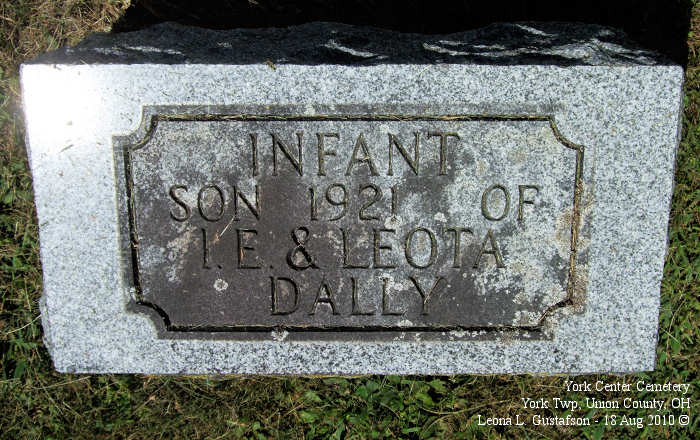 INFANT
SON 1921 OF
I.E. & LEOTA
DALLY
York Center Cemetery
York Twp, Union County, OH
Leona L. Gustafson - 18 Aug 2010 ©